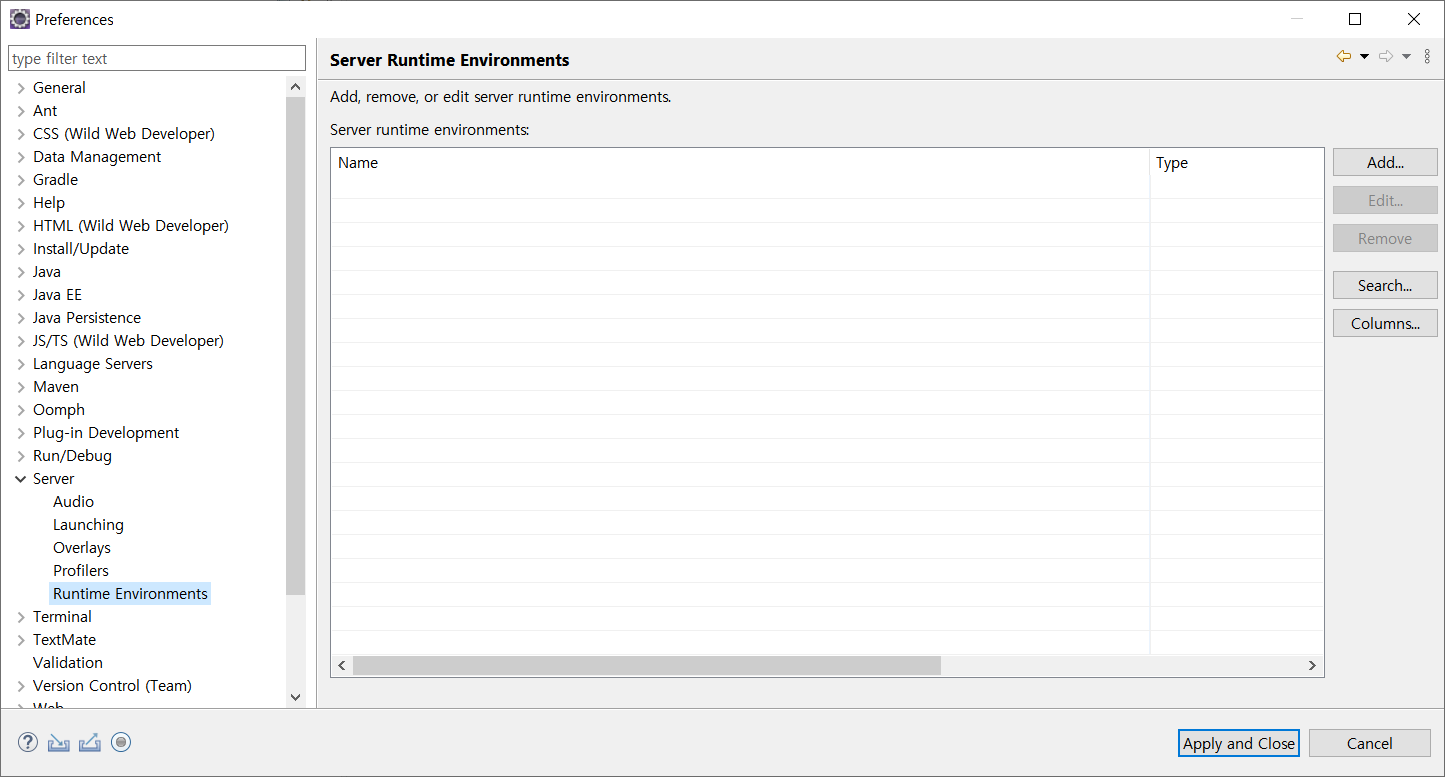 Preferences
type filter text
General
Ant
CSS (Wild Web Developer)
Data Management
Gradle
Help
HTML (Wild Web Developer)
Install/Update
Java
Java EE
Java Persistence
JS/TS (Wild Web Developer)
Language Servers
Maven
Oomph
Plug-in Development
Run/Debug
Server
Audio
Launching
Overlays
Profilers
Runtime Environments
Terminal
TextMate
Validation
Version Control (Team)
Web
Server Runtime Environments
Add, remove, or edit server runtime environments.
Server runtime environments:
Name Type
Add...
Edit...
Remove
Search...
Columns...
Apply and Close Cancel